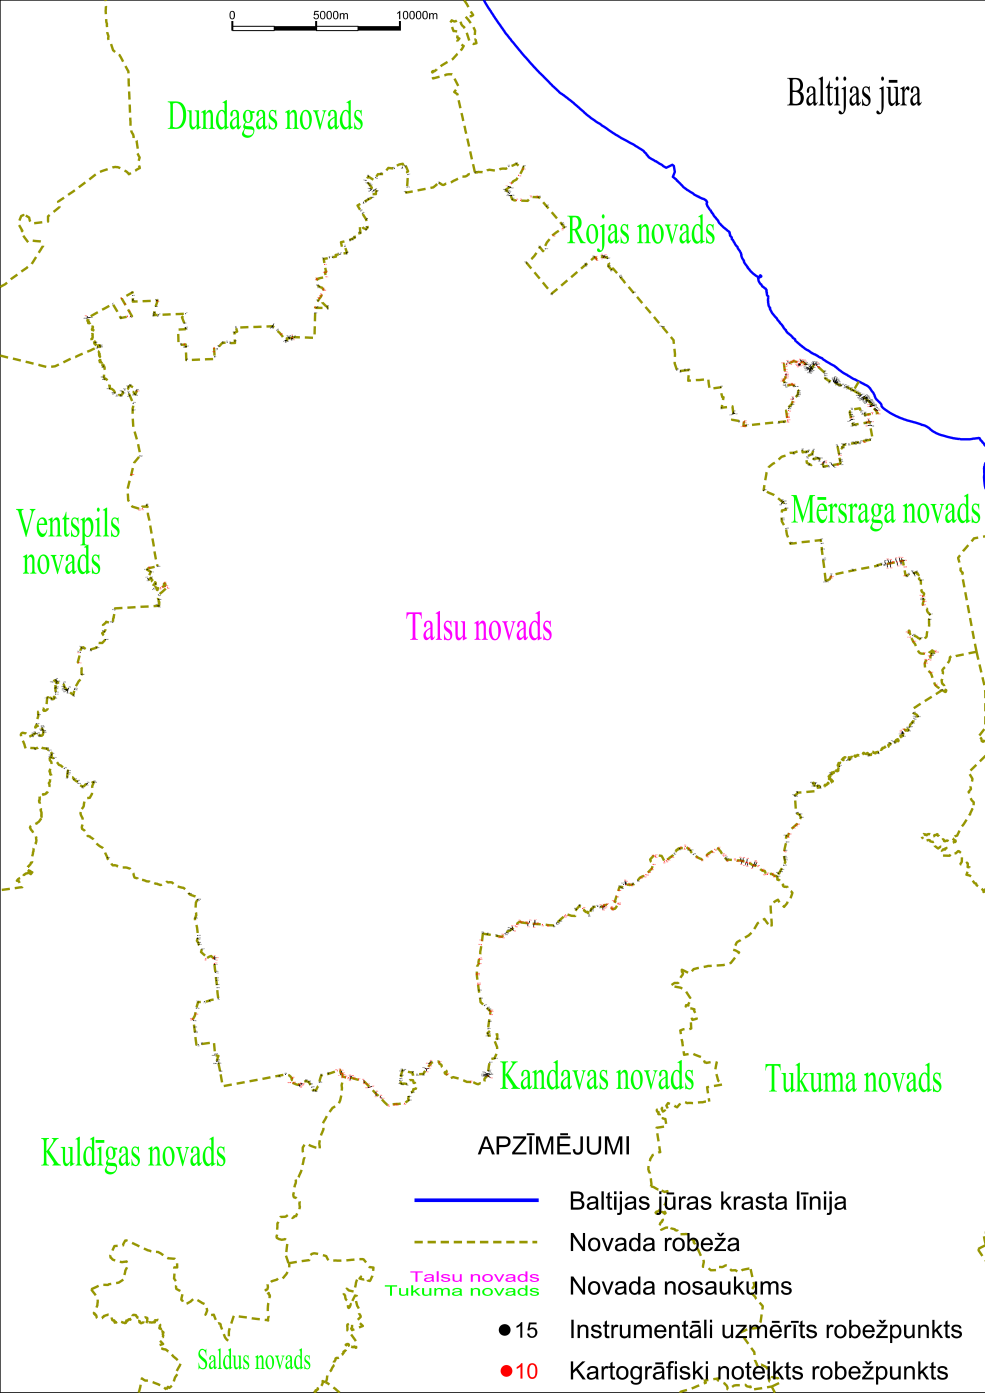 0 5000m 10000m
Baltijas jūra
Dundagas novads
Rojas novads
Mērsraga novads
Ventspils
novads
Talsu novads
Kandavas novads
Tukuma novads
Kuldīgas novads
Saldus novads
APZĪMĒJUMI
Baltijas jūras krasta līnija
Novada robeža
Talsu novads
Tukuma novads
Novada nosaukums
15 Instrumentāli uzmērīts robežpunkts
10 Kartogrāfiski noteikts robežpunkts